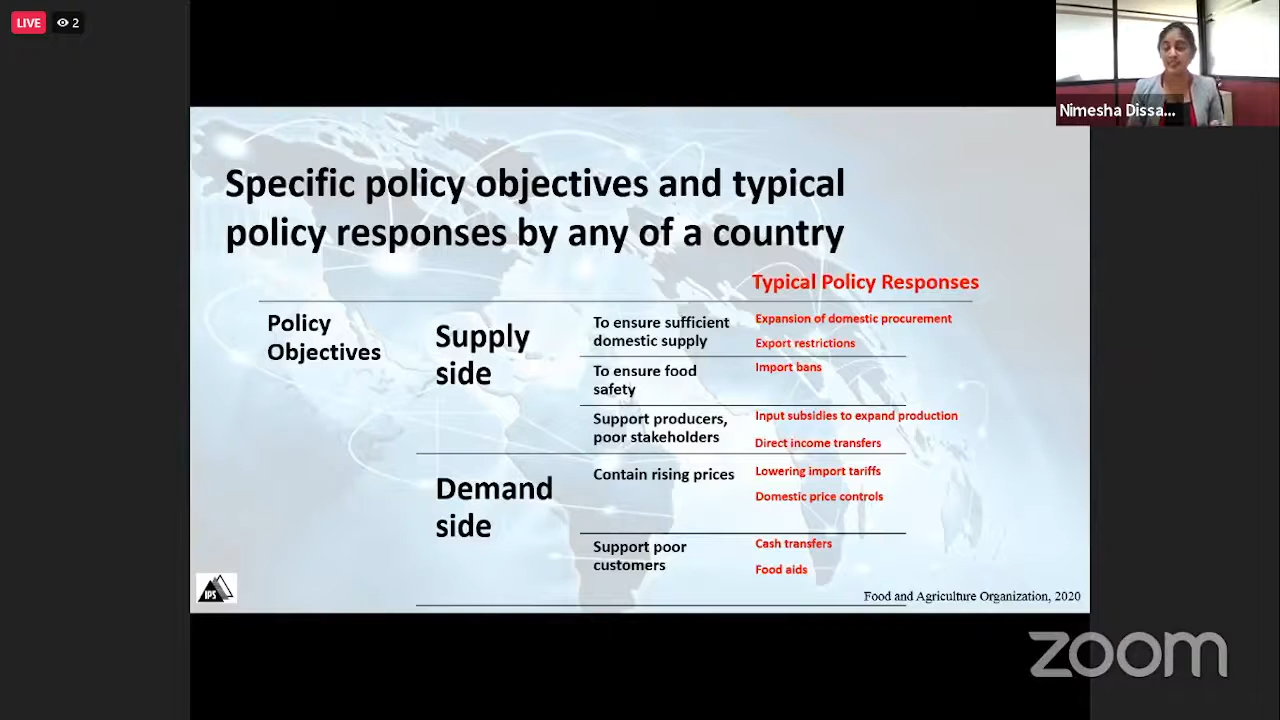 LIVE
2
Nimesha Dissa...
Specific policy objectives and typical
policy responses by any of a country
Typical Policy Responses
Policy
Objectives
Supply
side
To ensure sufficient
domestic supply
Expansion of domestic procurement
Export restrictions
To ensure food
safety
Import bans
Support producers,
poor stakeholders
Input subsidies to expand production
Direct income transfers
Demand
side
Contain rising prices
Lowering import tariffs
Domestic price controls
Support poor
customers
Cash transfers
Food aids
IPS
Food and Agriculture Organization, 2020
zoom